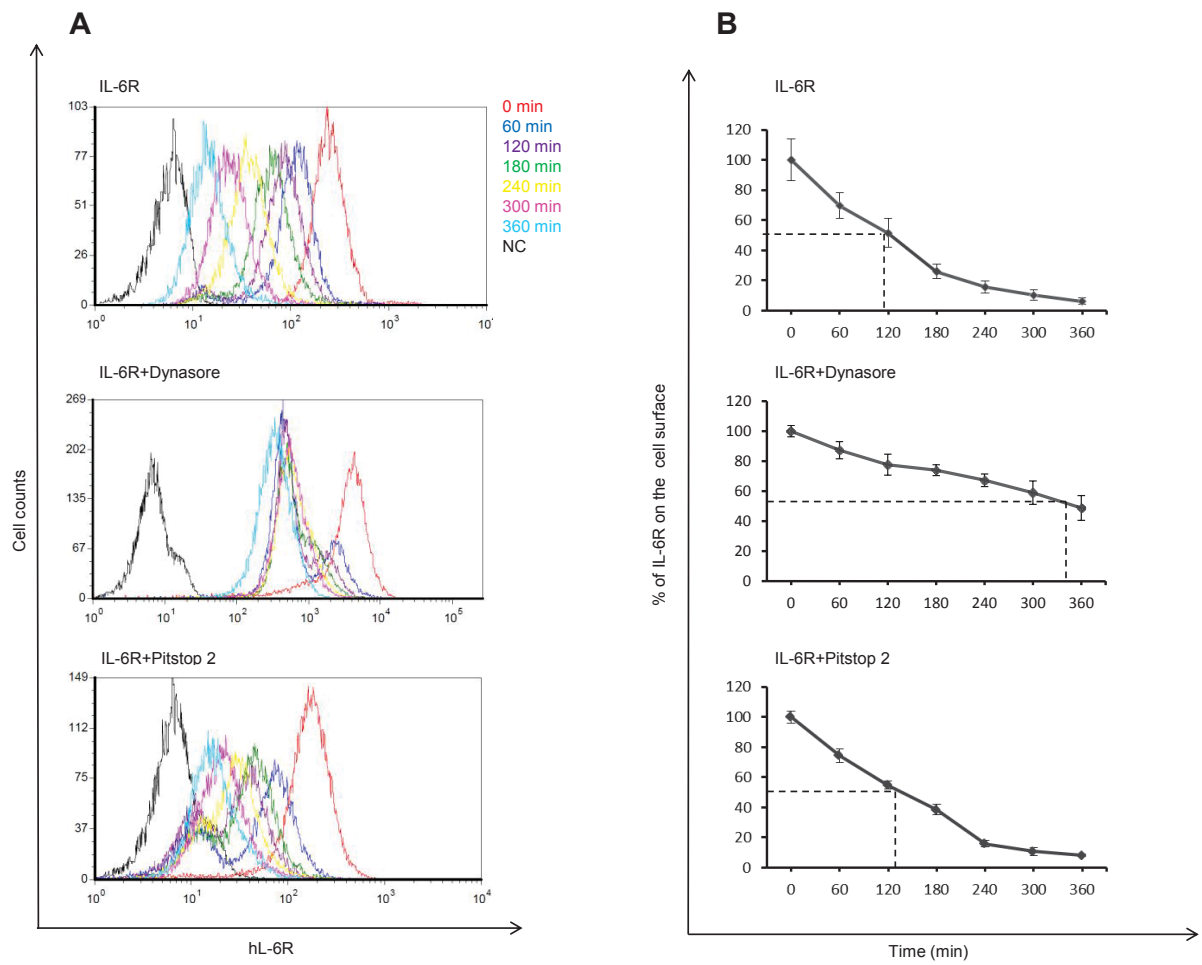 A
Cell counts
IL-6R
103
77
51
26
0
10^0
10^1
10^2
10^3
10
0 min
60 min
120 min
180 min
240 min
300 min
360 min
NC
IL-6R+Dynasore
269
202
135
67
0
10^0
10^1
10^2
10^3
10^4
10^5
IL-6R+Pitstop 2
149
112
75
37
0
10^0
10^1
10^2
10^3
10^4
hL-6R
B
% of IL-6R on the cell surface
IL-6R
120
100
80
60
40
20
0
0 60 120 180 240 300 360
IL-6R+Dynasore
120
100
80
60
40
20
0
0 60 120 180 240 300 360
IL-6R+Pitstop 2
120
100
80
60
40
20
0
0 60 120 180 240 300 360
Time (min)